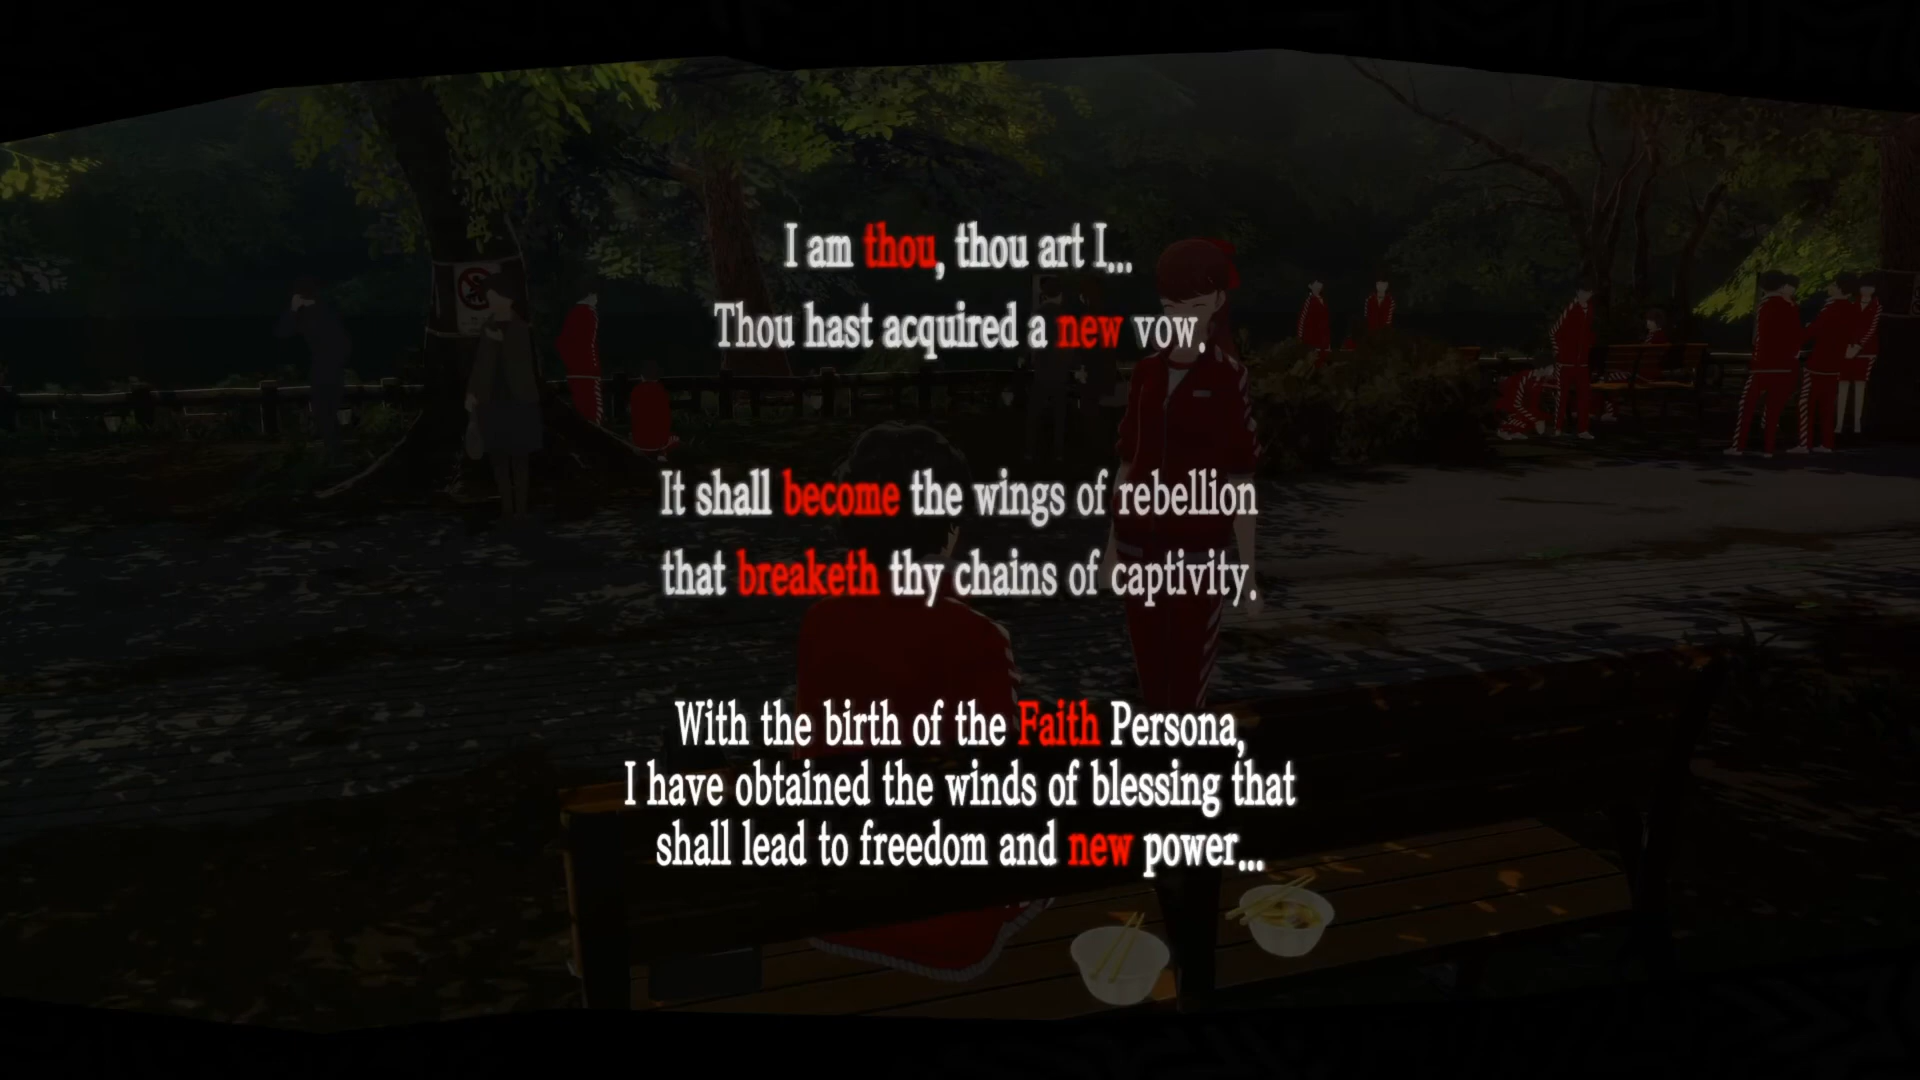 I am thou, thou art I...
Thou hast acquired a new vow.
It shall become the wings of rebellion
that breaketh thy chains of captivity.
With the birth of the Faith Persona,
I have obtained the winds of blessing that
shall lead to freedom and new power...